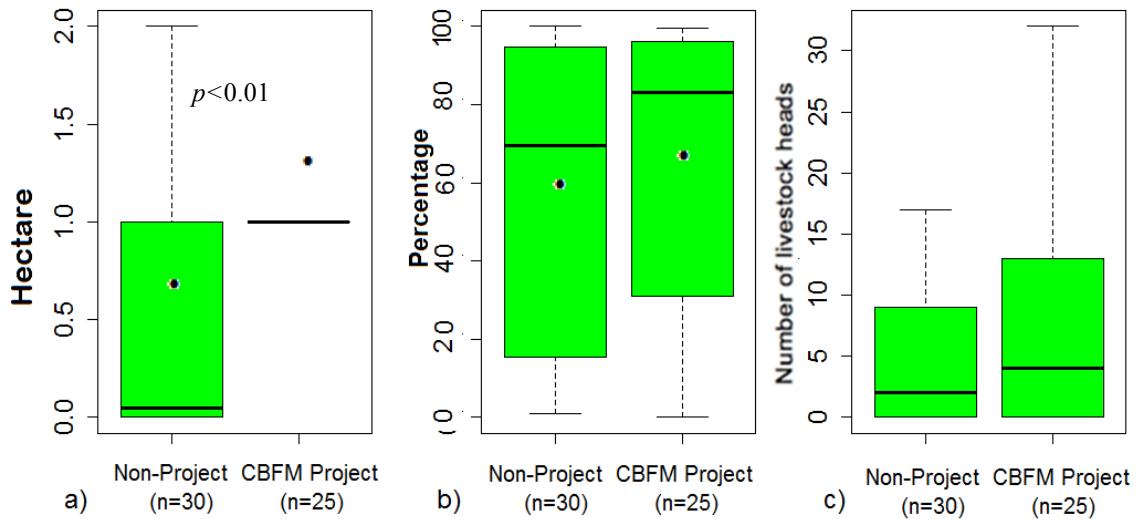 Hectare
2.0
1.5
1.0
0.5
0.0
p<0.01
Non-Project
(n=30)
CBFM Project
(n=25)
a)
Percentage
100
80
60
40
20
0
Non-Project
(n=30)
CBFM Project
(n=25)
b)
Number of livestock heads
30
25
20
15
10
5
0
Non-Project
(n=30)
CBFM Project
(n=25)
c)